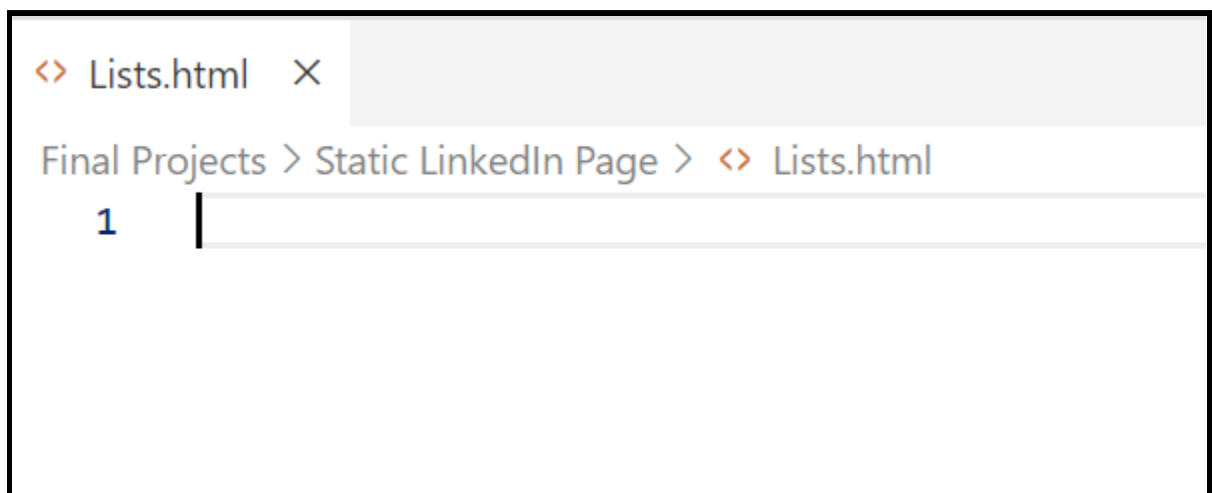 <> Lists.html ×
Final Projects > Static LinkedIn Page > <> Lists.html
1